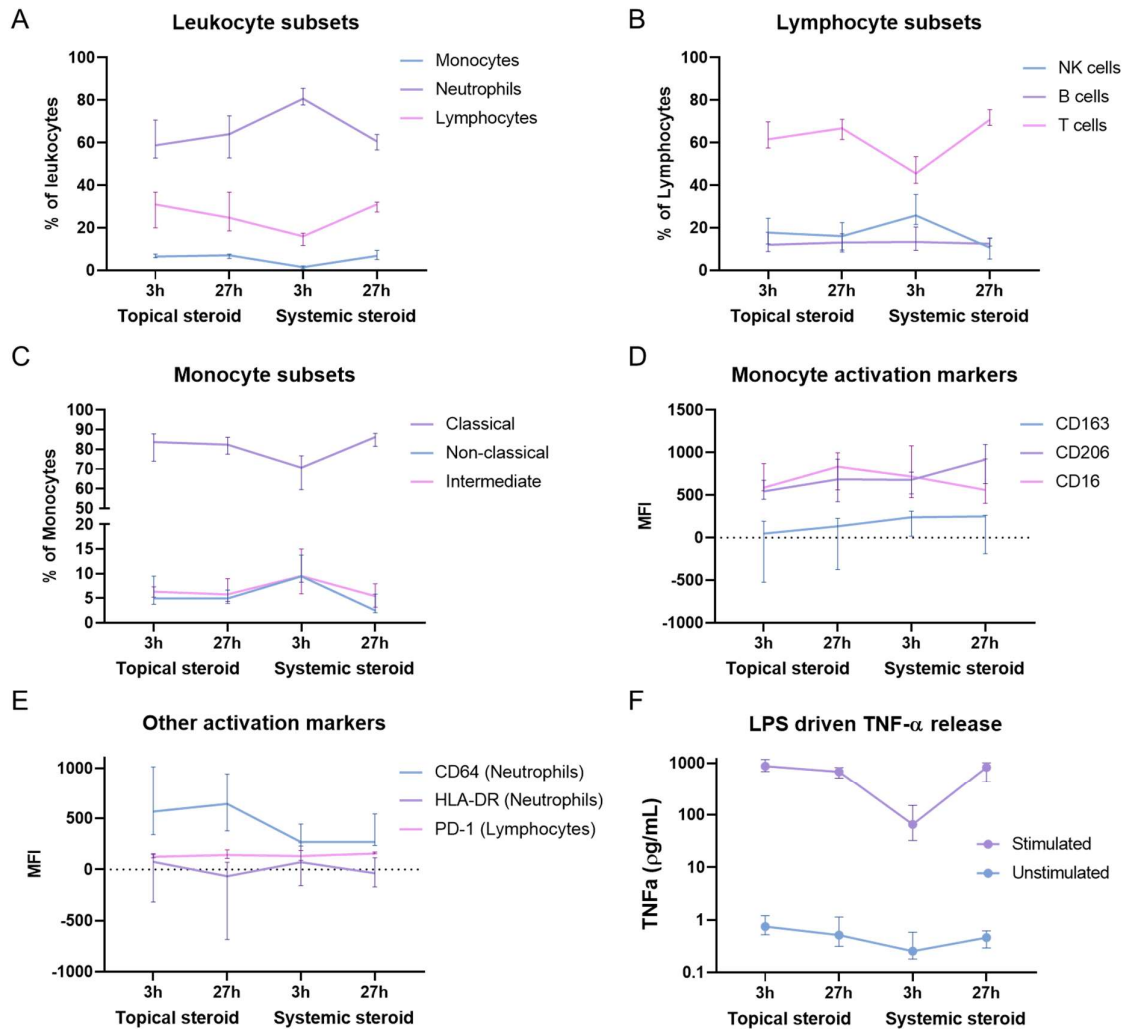 A
Leukocyte subsets
% of leukocytes
100
80
60
40
20
0
3h 27h 3h 27h
Topical steroid Systemic steroid
Monocytes
Neutrophils
Lymphocytes
B
Lymphocyte subsets
% of Lymphocytes
100
80
60
40
20
0
3h 27h 3h 27h
Topical steroid Systemic steroid
NK cells
B cells
T cells
C
Monocyte subsets
% of Monocytes
100
90
80
70
60
50
20
15
10
5
0
3h 27h 3h 27h
Topical steroid Systemic steroid
Classical
Non-classical
Intermediate
D
Monocyte activation markers
MFI
1500
1000
500
0
-500
-1000
3h 27h 3h 27h
Topical steroid Systemic steroid
CD163
CD206
CD16
E
Other activation markers
MFI
1000
500
0
-500
-1000
3h 27h 3h 27h
Topical steroid Systemic steroid
CD64 (Neutrophils)
HLA-DR (Neutrophils)
PD-1 (Lymphocytes)
F
LPS driven TNF-α release
TNFa (ρg/mL)
1000
100
10
1
0.1
3h 27h 3h 27h
Topical steroid Systemic steroid
Stimulated
Unstimulated